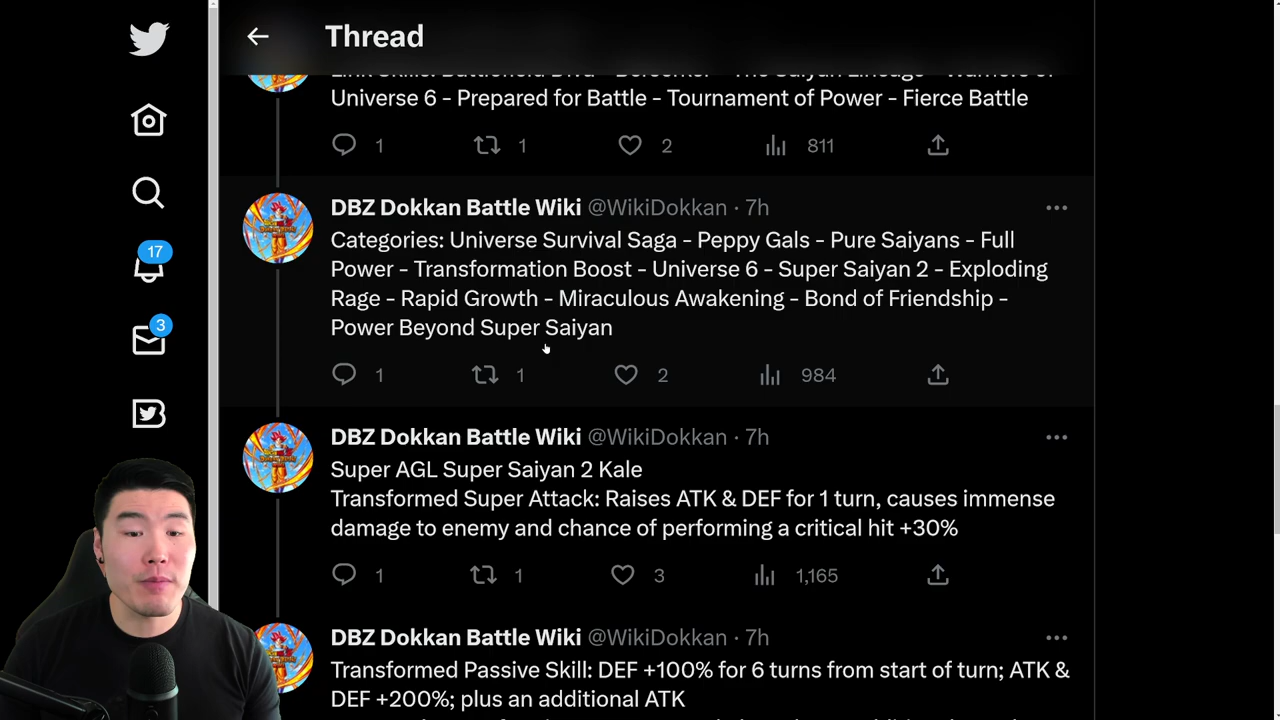 Thread
Universe 6 - Prepared for Battle - Tournament of Power - Fierce Battle
1 1 2 811
DBZ Dokkan Battle Wiki @WikiDokkan · 7h
Categories: Universe Survival Saga - Peppy Gals - Pure Saiyans - Full
Power - Transformation Boost - Universe 6 - Super Saiyan 2 - Exploding
Rage - Rapid Growth - Miraculous Awakening - Bond of Friendship -
Power Beyond Super Saiyan
1 1 2 984
DBZ Dokkan Battle Wiki @WikiDokkan · 7h
Super AGL Super Saiyan 2 Kale
Transformed Super Attack: Raises ATK & DEF for 1 turn, causes immense
damage to enemy and chance of performing a critical hit +30%
1 1 3 1,165
DBZ Dokkan Battle Wiki @WikiDokkan · 7h
Transformed Passive Skill: DEF +100% for 6 turns from start of turn; ATK &
DEF +200%; plus an additional ATK
17
3